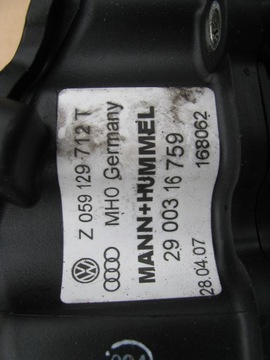 Z 059 129 712 T
MHO Germany
MANN+HUMMEL
29 003 16 759
28.04.07
168062